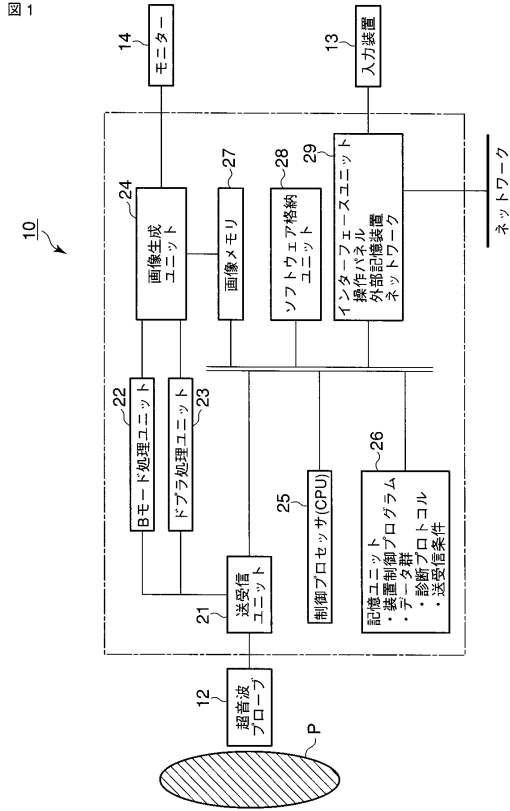 図1
10
14
モニター
13
入力装置
24
画像生成
ユニット
27
画像メモリ
28
ソフトウェア格納
ユニット
29
インターフェースユニット
操作パネル
外部記憶装置
ネットワーク
ネットワーク
22
Bモード処理ユニット
23
ドプラ処理ユニット
21
送受信
ユニット
25
制御プロセッサ(CPU)
26
記憶ユニット
・装置制御プログラム
・データ群
・診断プロトコル
・送受信条件
12
超音波
プローブ
P